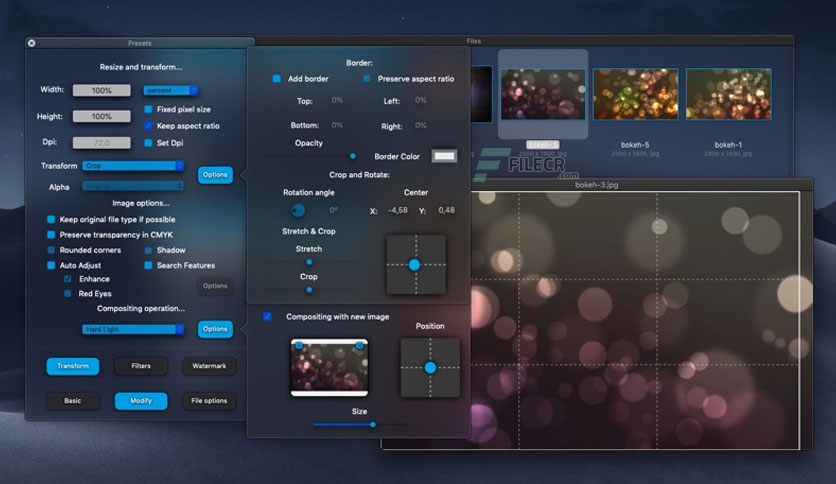 Presets
Resize and transform...
Width:
100%
percent
Fixed pixel size
Height:
100%
Keep aspect ratio
Dpi:
72,0
Set Dpi
Transform
Crop
Options
Alpha
Original
Image options...
Keep original file type if possible
Preserve transparency in CMYK
Rounded corners
Shadow
Auto Adjust
Search Features
Enhance
Options
Red Eyes
Compositing operation...
Hard Light
Options
Transform
Filters
Watermark
Basic
Modify
File options
Border:
Add border
Preserve aspect ratio
Top: 0%
Left: 0%
Bottom: 0%
Right: 0%
Opacity
Border Color
Crop and Rotate:
Rotation angle
Center
0°
X: -4,58
Y: 0,48
Stretch & Crop
Stretch
Crop
Compositing with new image
Position
Size
Files
bokeh-3
2500 x 1500, jpg
bokeh-5
2500 x 1500, jpg
bokeh-1
2500 x 1500, jpg
FILECR
.com
bokeh-3.jpg